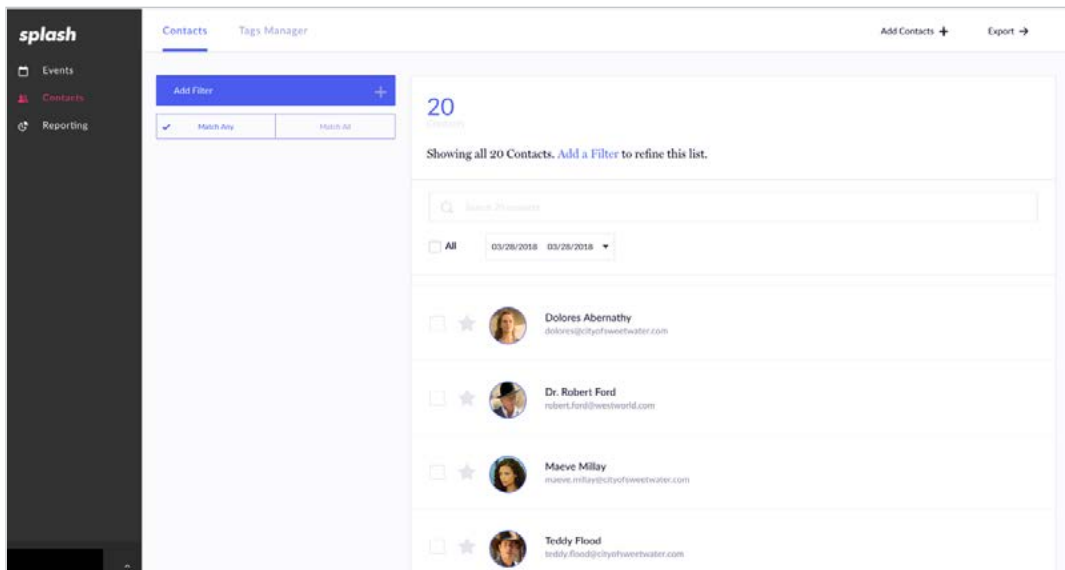 splash
Events
Contacts
Reporting
Contacts Tags Manager
Add Contacts Export
Add Filter
Match Any Match All
20
Contacts
Showing all 20 Contacts. Add a Filter to refine this list.
All 03/28/2018 03/28/2018
Dolores Abernathy
dolores@cityofsweetwater.com
Dr. Robert Ford
robert.ford@westworld.com
Maeve Millay
maeve.millay@cityofsweetwater.com
Teddy Flood
teddy.flood@cityofsweetwater.com